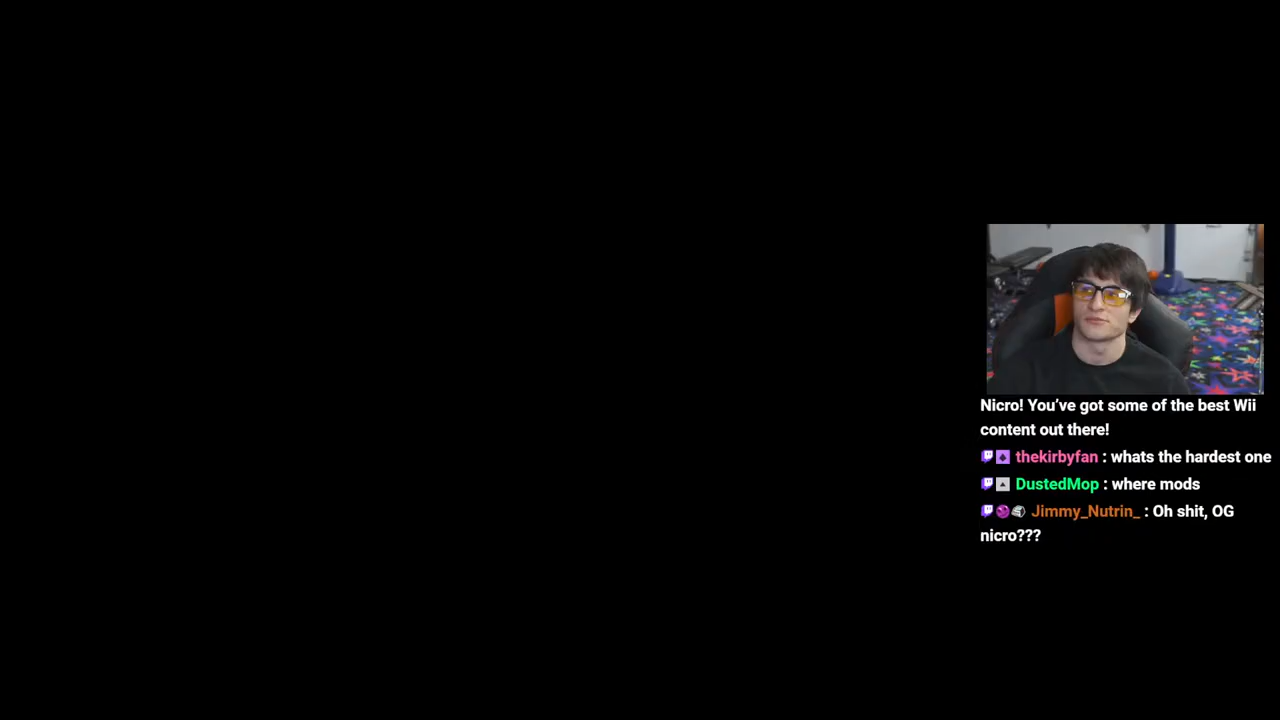 Nicro! You’ve got some of the best Wii
content out there!
thekirbyfan : whats the hardest one
DustedMop : where mods
Jimmy_Nutrin_ : Oh shit, OG
nicro???